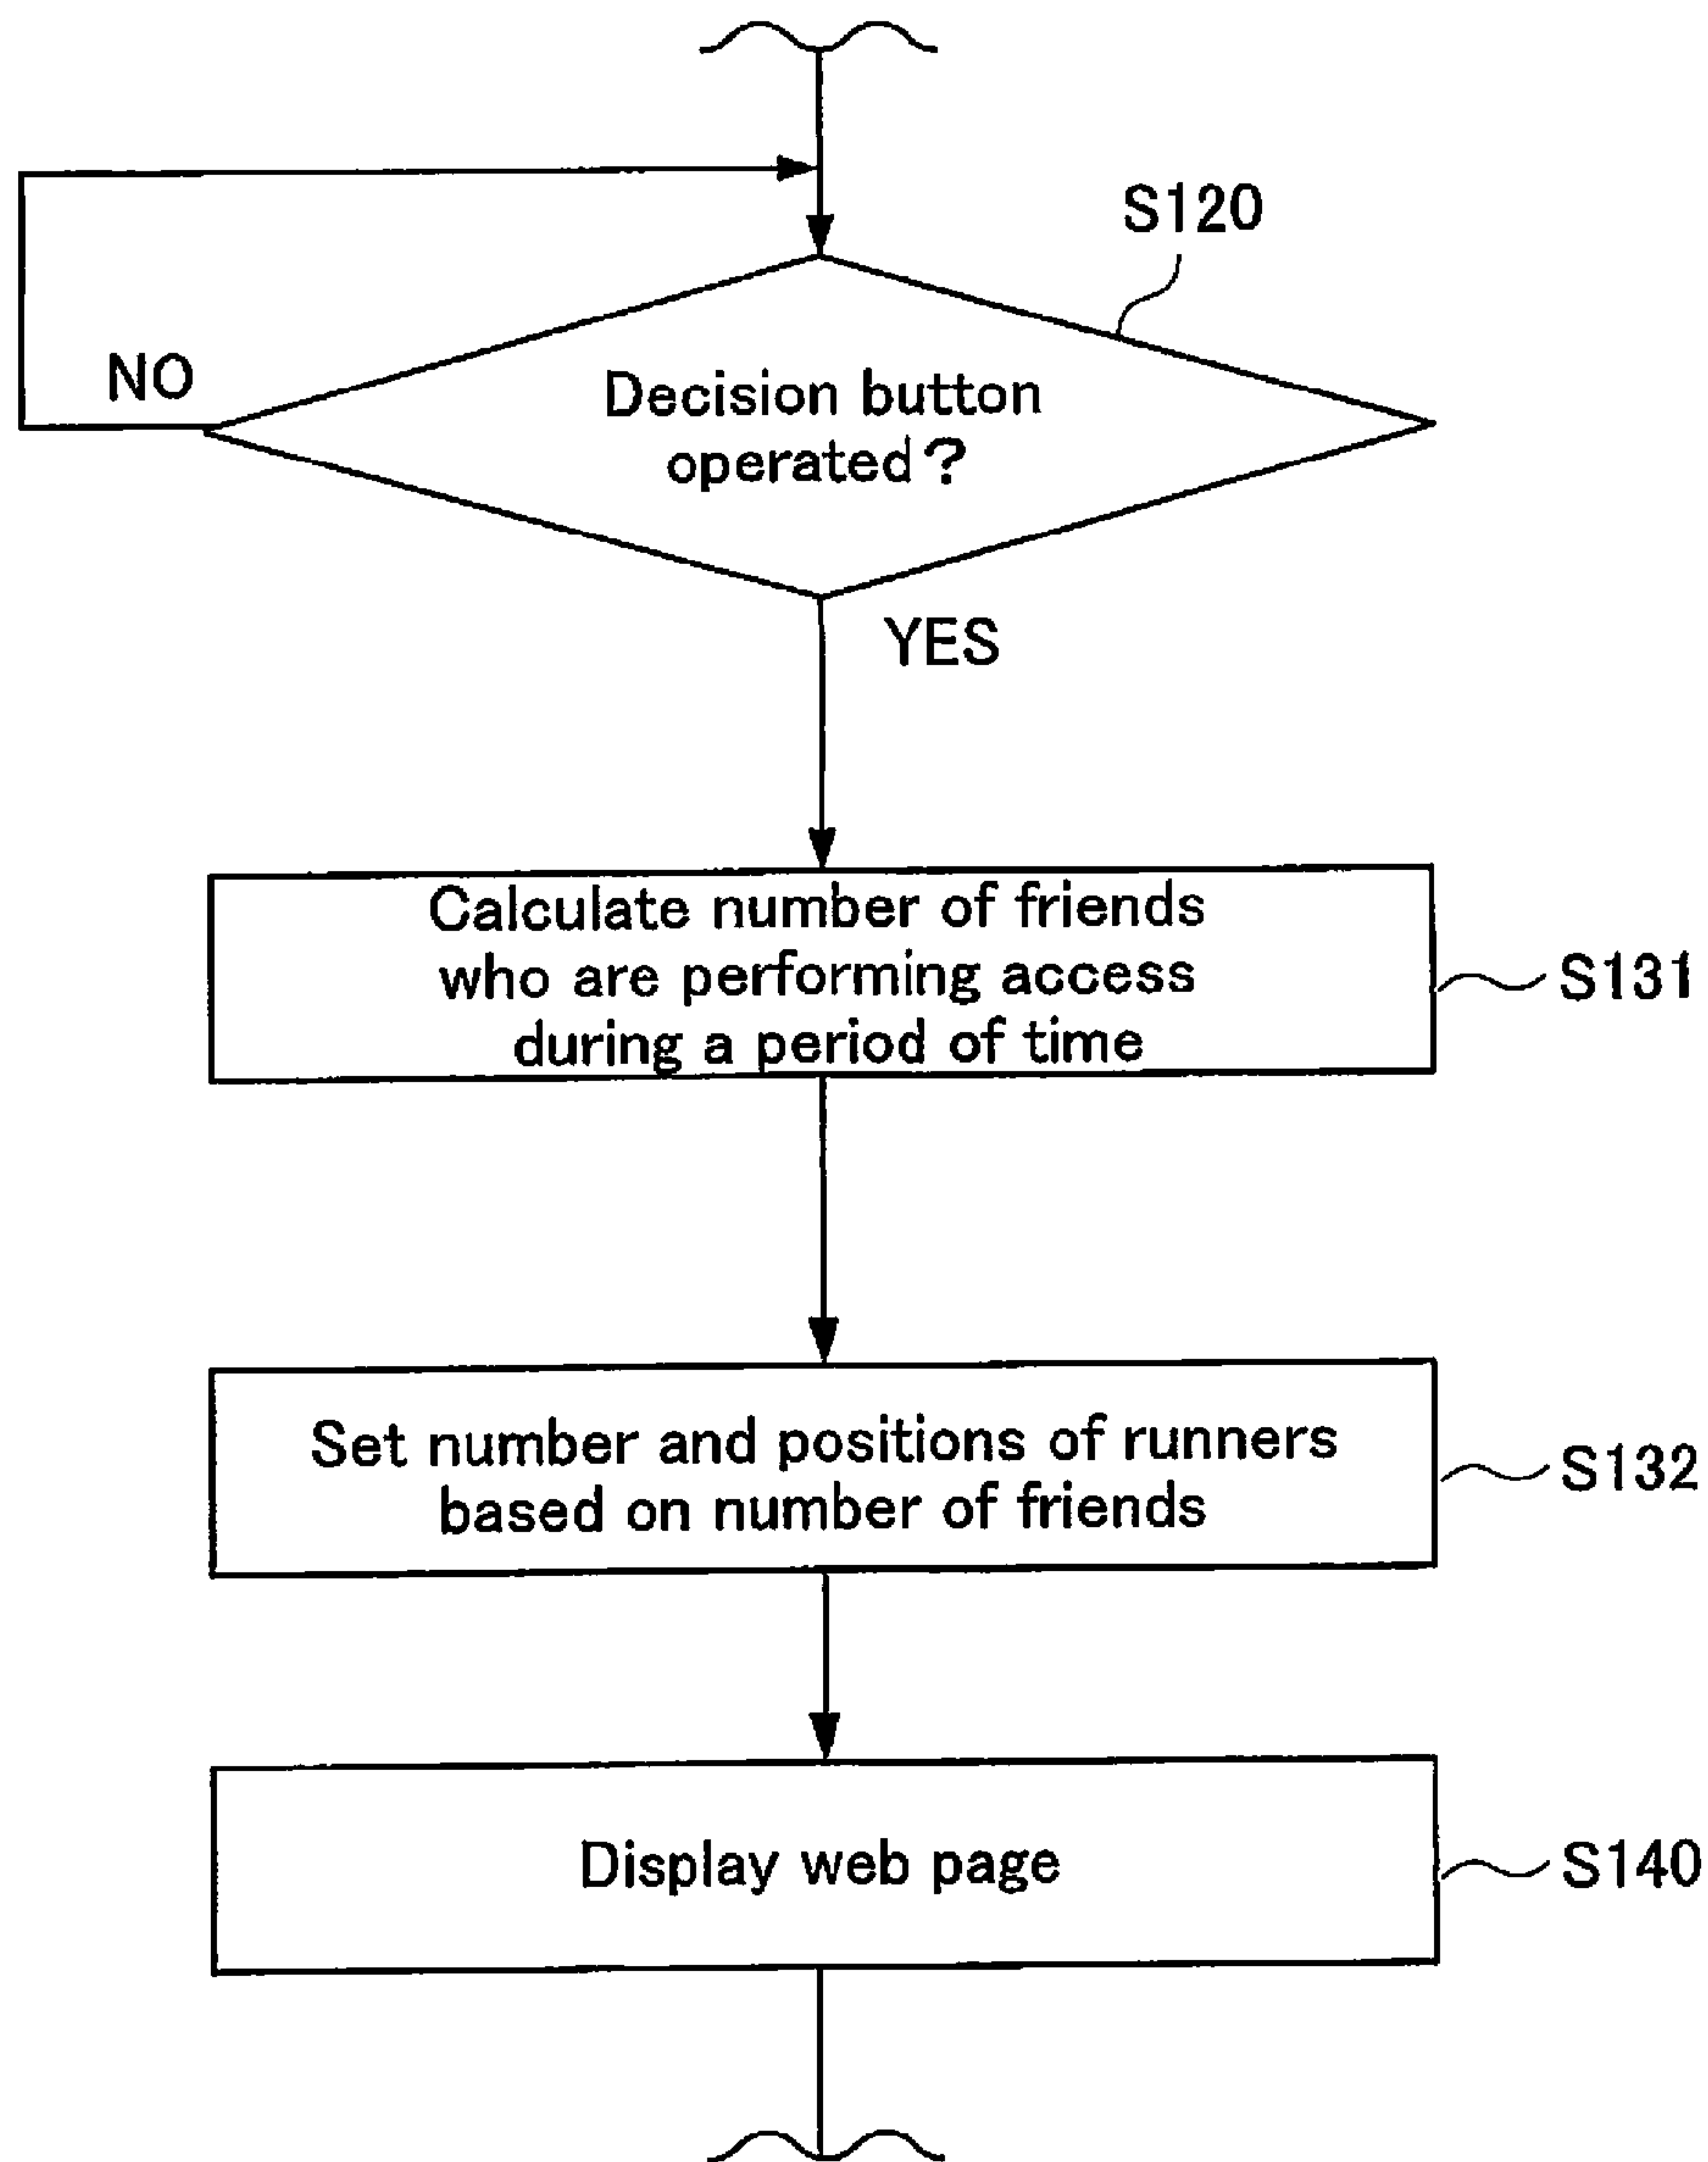 S120
NO
Decision button
operated?
YES
Calculate number of friends
who are performing access
during a period of time
S131
Set number and positions of runners
based on number of friends
S132
Display web page
S140